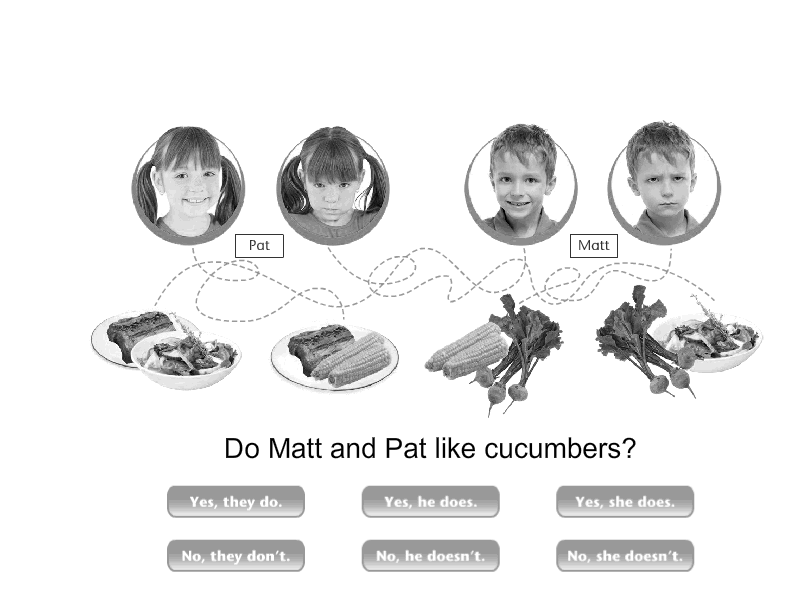 Pat
Matt
Do Matt and Pat like cucumbers?
Yes, they do.
Yes, he does.
Yes, she does.
No, they don't.
No, he doesn't.
No, she doesn't.